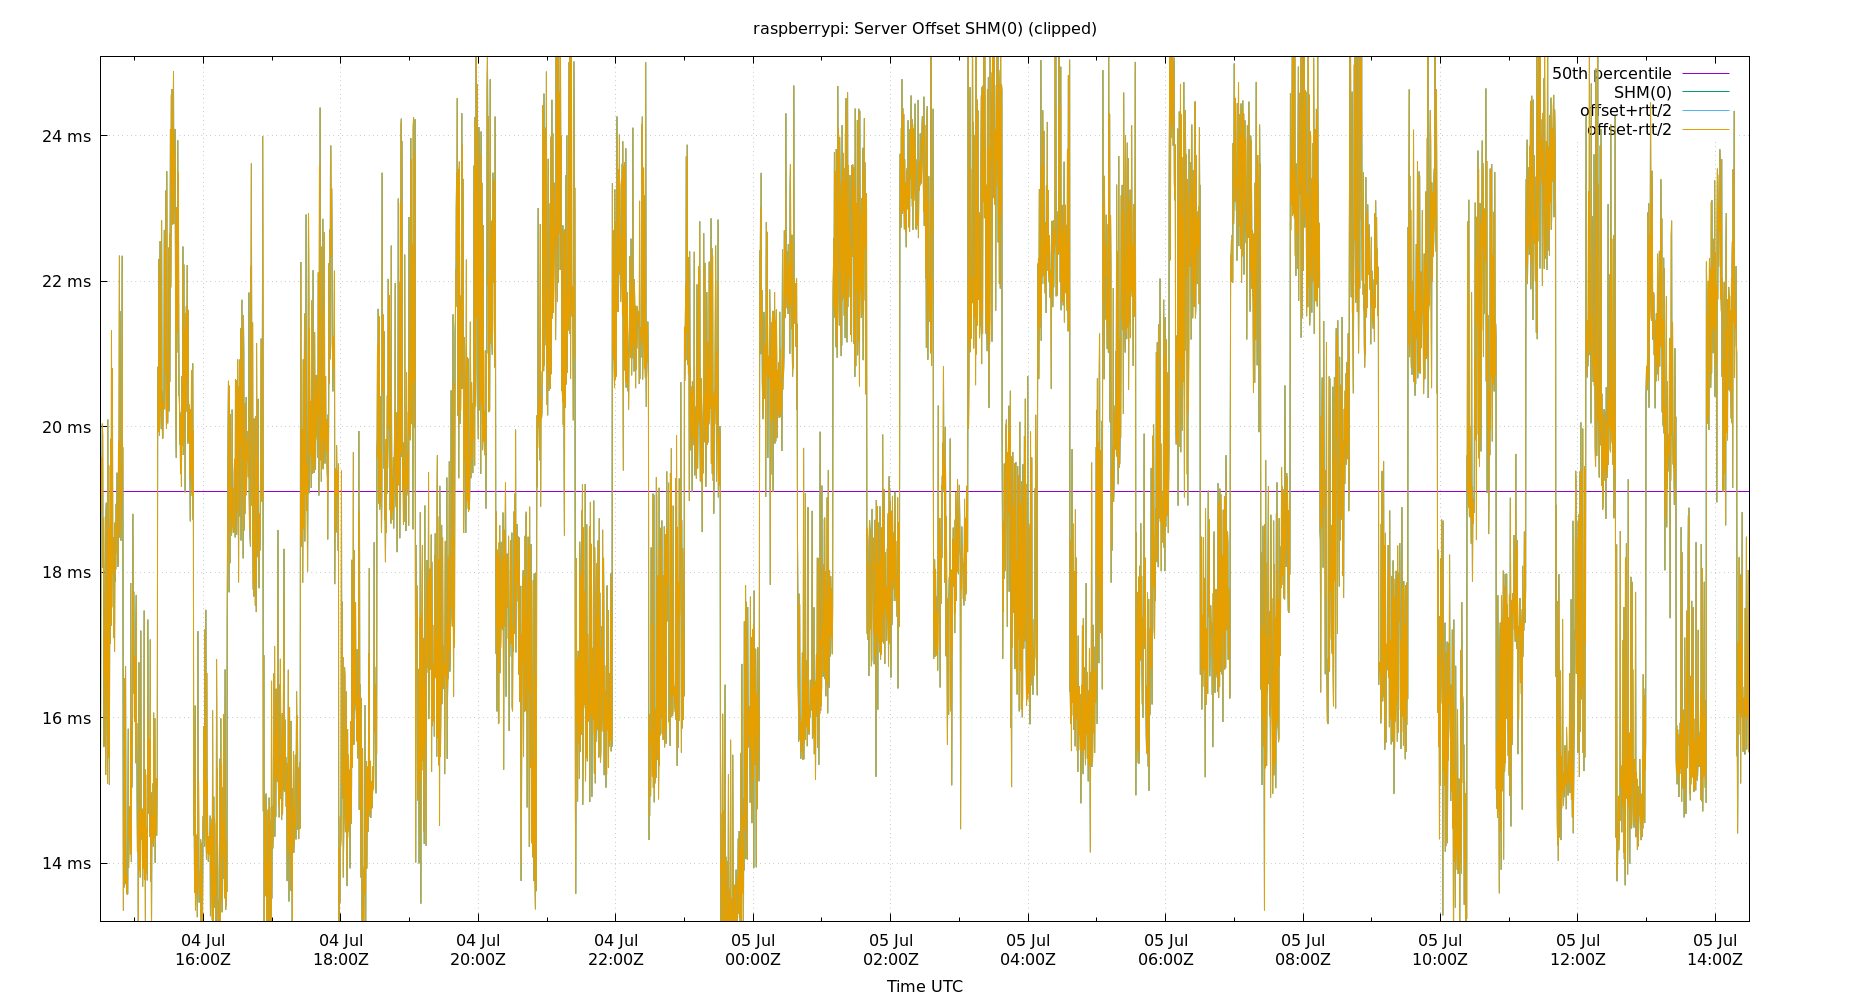 raspberrypi: Server Offset SHM(0) (clipped)
50th percentile
SHM(0)
offset+rtt/2
offset-rtt/2
24 ms
22 ms
20 ms
18 ms
16 ms
14 ms
04 Jul 04 Jul 04 Jul 04 Jul 05 Jul 05 Jul 05 Jul 05 Jul 05 Jul 05 Jul 05 Jul 05 Jul
16:00Z 18:00Z 20:00Z 22:00Z 00:00Z 02:00Z 04:00Z 06:00Z 08:00Z 10:00Z 12:00Z 14:00Z
Time UTC